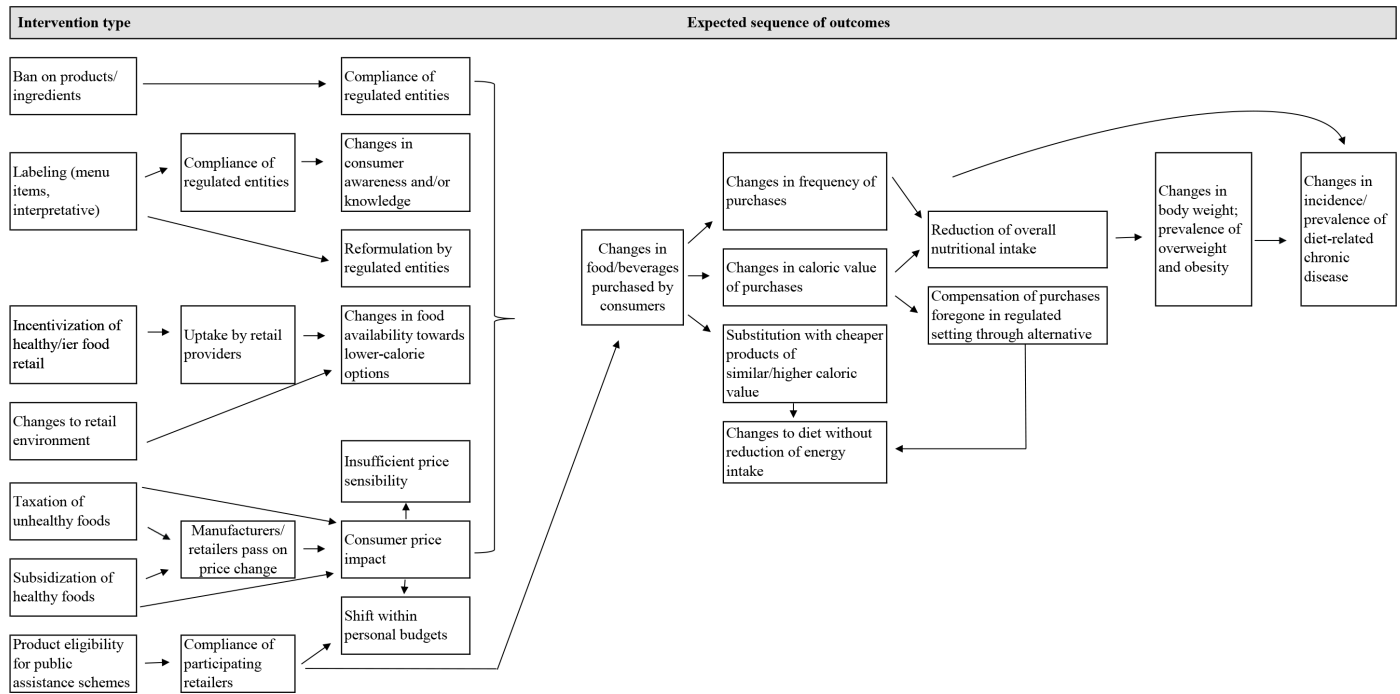 Intervention type
Expected sequence of outcomes
Ban on products/
ingredients
Compliance of
regulated entities
Labeling (menu
items,
interpretative)
Compliance of
regulated entities
Changes in
consumer
awareness and/or
knowledge
Reformulation by
regulated entities
Incentivization of
healthy/ier food
retail
Uptake by retail
providers
Changes in food
availability towards
lower-calorie
options
Changes to retail
environment
Insufficient price
sensibility
Taxation of
unhealthy foods
Manufacturers/
retailers pass on
price change
Consumer price
impact
Subsidization of
healthy foods
Shift within
personal budgets
Product eligibility
for public
assistance schemes
Compliance of
participating
retailers
Changes in
food/beverages
purchased by
consumers
Changes in frequency of
purchases
Changes in caloric value
of purchases
Substitution with cheaper
products of
similar/higher caloric
value
Changes to diet without
reduction of energy
intake
Reduction of overall
nutritional intake
Compensation of purchases
foregone in regulated
setting through alternative
Changes in
body weight;
prevalence of
overweight
and obesity
Changes in
incidence/
prevalence of
diet-related
chronic
disease